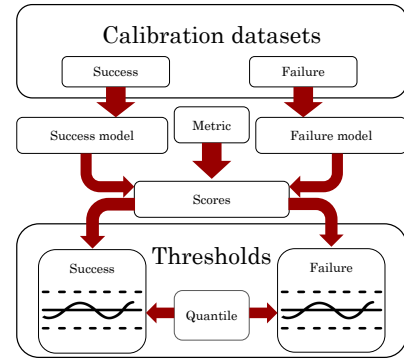 Calibration datasets
Success
Failure
Metric
Success model
Failure model
Scores
Thresholds
Success
Failure
Quantile